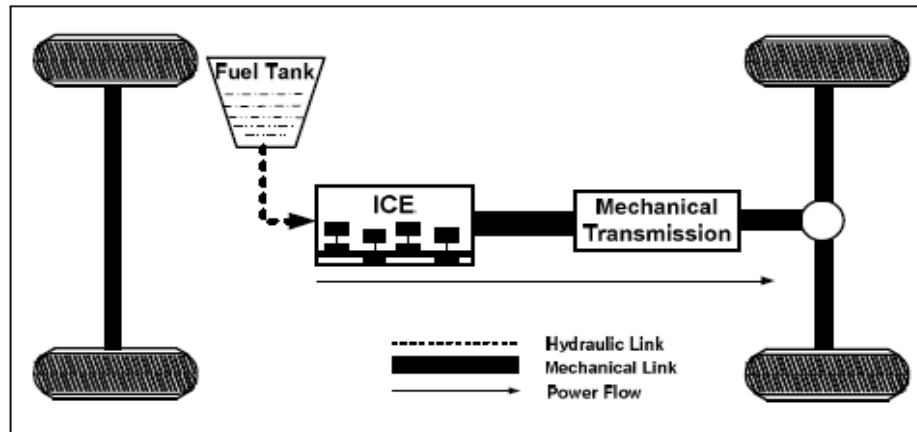 Fuel Tank
ICE
Mechanical
Transmission
Hydraulic Link
Mechanical Link
Power Flow